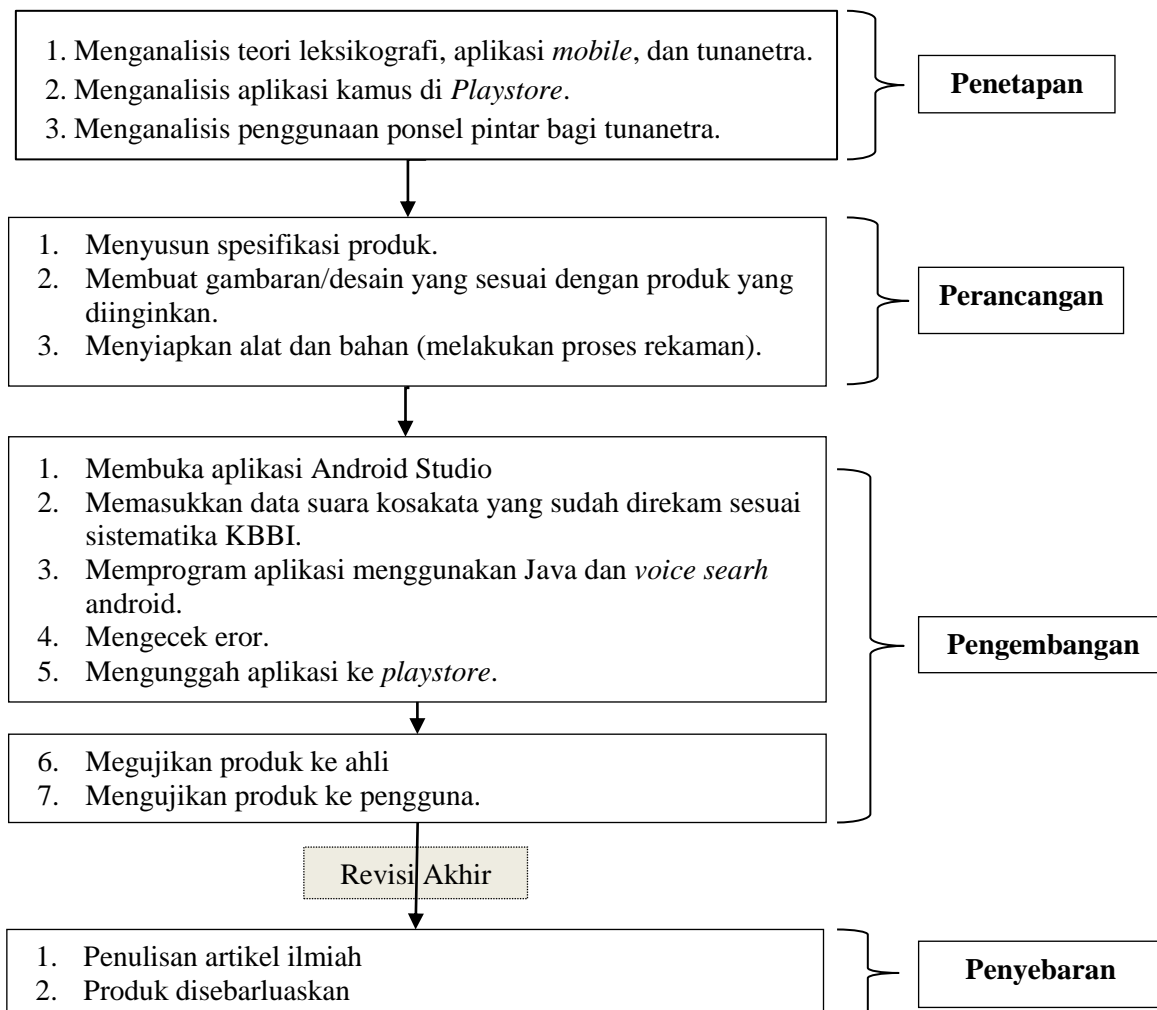 1. Menganalisis teori leksikografi, aplikasi mobile, dan tunanetra.
2. Menganalisis aplikasi kamus di Playstore.
3. Menganalisis penggunaan ponsel pintar bagi tunanetra.
Penetapan
1. Menyusun spesifikasi produk.
2. Membuat gambaran/desain yang sesuai dengan produk yang
diinginkan.
3. Menyiapkan alat dan bahan (melakukan proses rekaman).
Perancangan
1. Membuka aplikasi Android Studio
2. Memasukkan data suara kosakata yang sudah direkam sesuai
sistematika KBBI.
3. Memprogram aplikasi menggunakan Java dan voice searh
android.
4. Mengecek eror.
5. Mengunggah aplikasi ke playstore.
Pengembangan
6. Megujikan produk ke ahli
7. Mengujikan produk ke pengguna.
Revisi Akhir
1. Penulisan artikel ilmiah
2. Produk disebarluaskan
Penyebaran